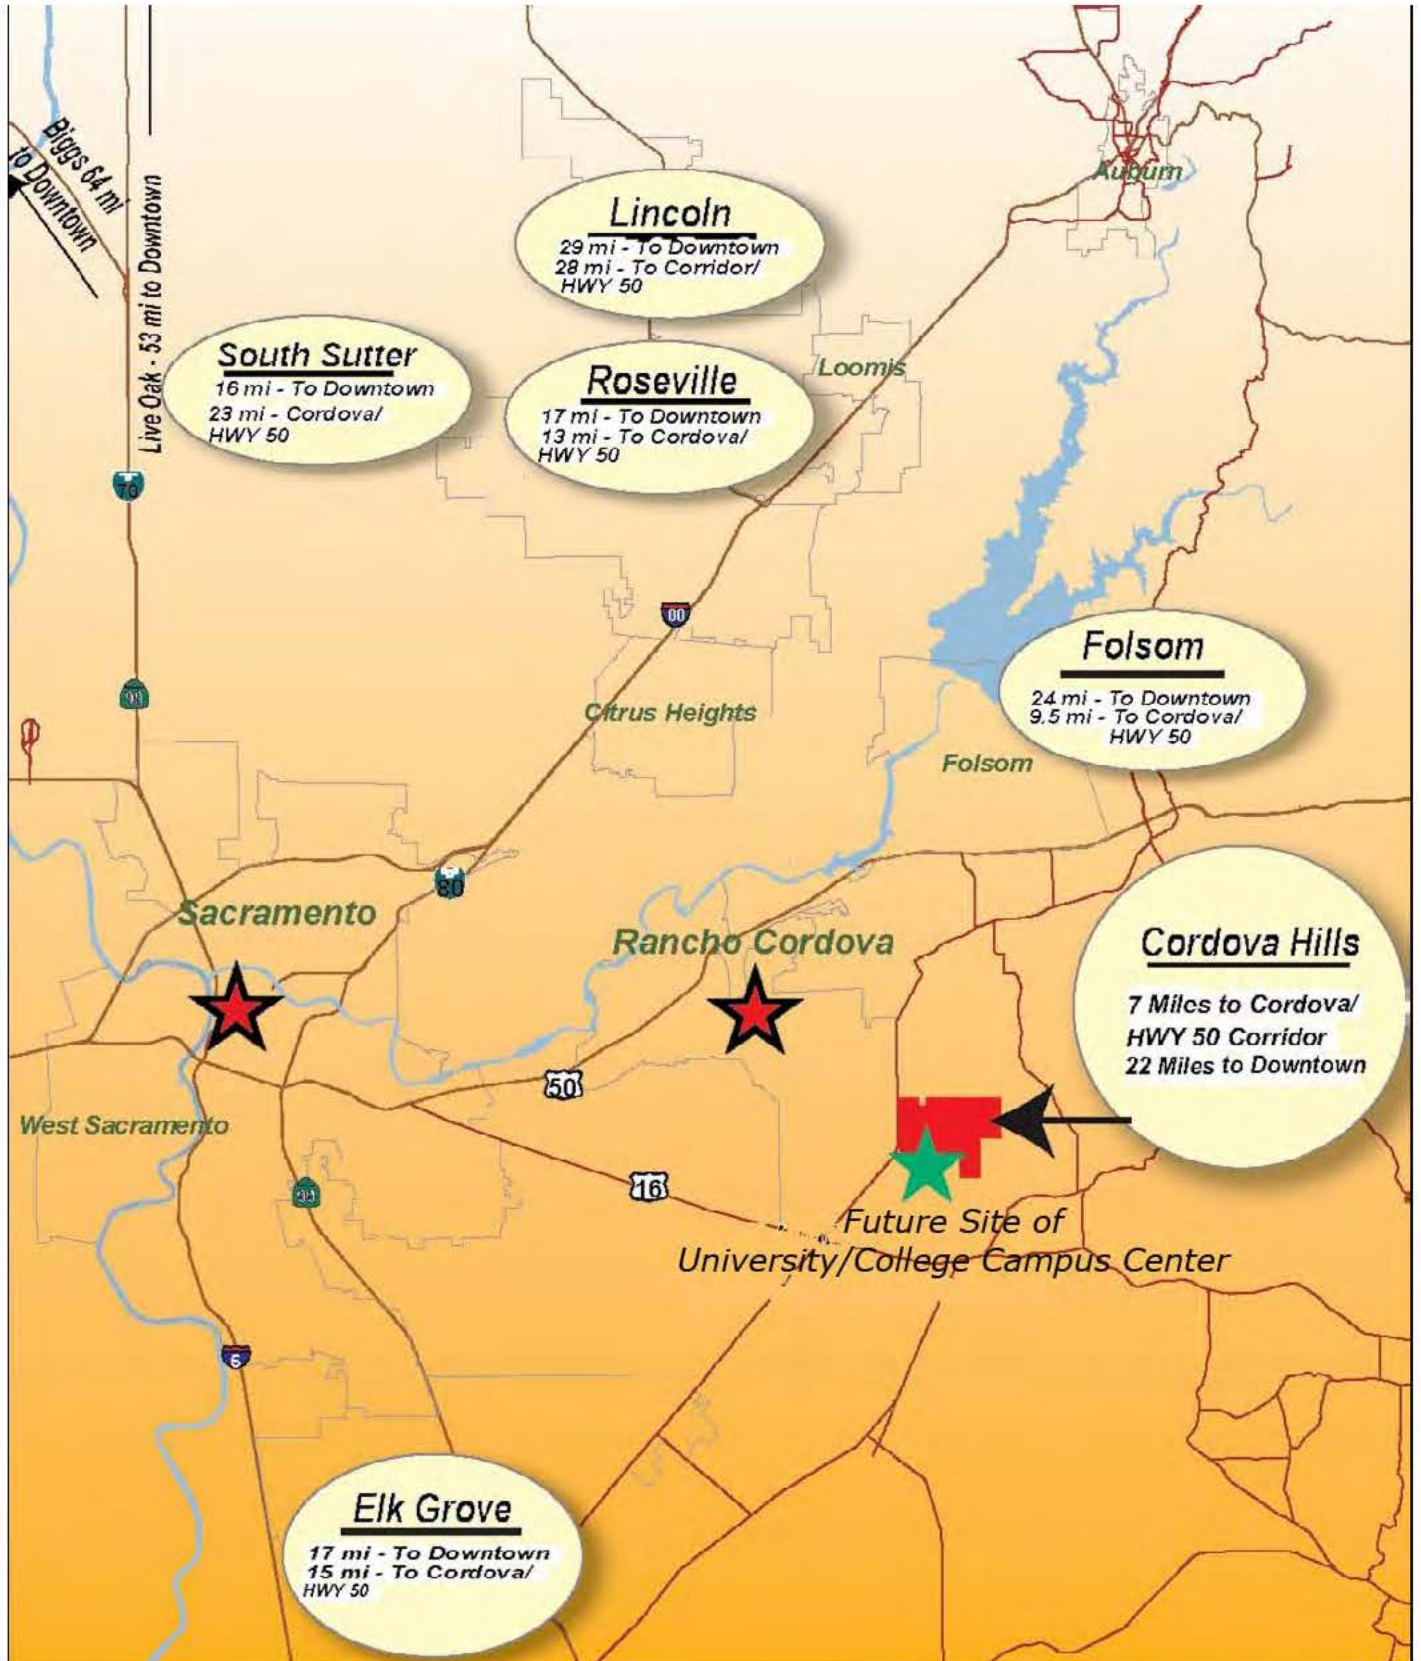 Biggs 64 mi
to Downtown
Live Oak - 53 mi to Downtown
Auburn
Lincoln
29 mi - To Downtown
28 mi - To Corridor/
HWY 50
South Sutter
16 mi - To Downtown
23 mi - Cordova/
HWY 50
Roseville
17 mi - To Downtown
13 mi - To Cordova/
HWY 50
Loomis
70
Folsom
24 mi - To Downtown
9.5 mi - To Cordova/
HWY 50
Citrus Heights
Folsom
80
Sacramento
Rancho Cordova
Cordova Hills
7 Miles to Cordova/
HWY 50 Corridor
22 Miles to Downtown
50
West Sacramento
16
Future Site of
University/College Campus Center
Elk Grove
17 mi - To Downtown
15 mi - To Cordova/
HWY 50